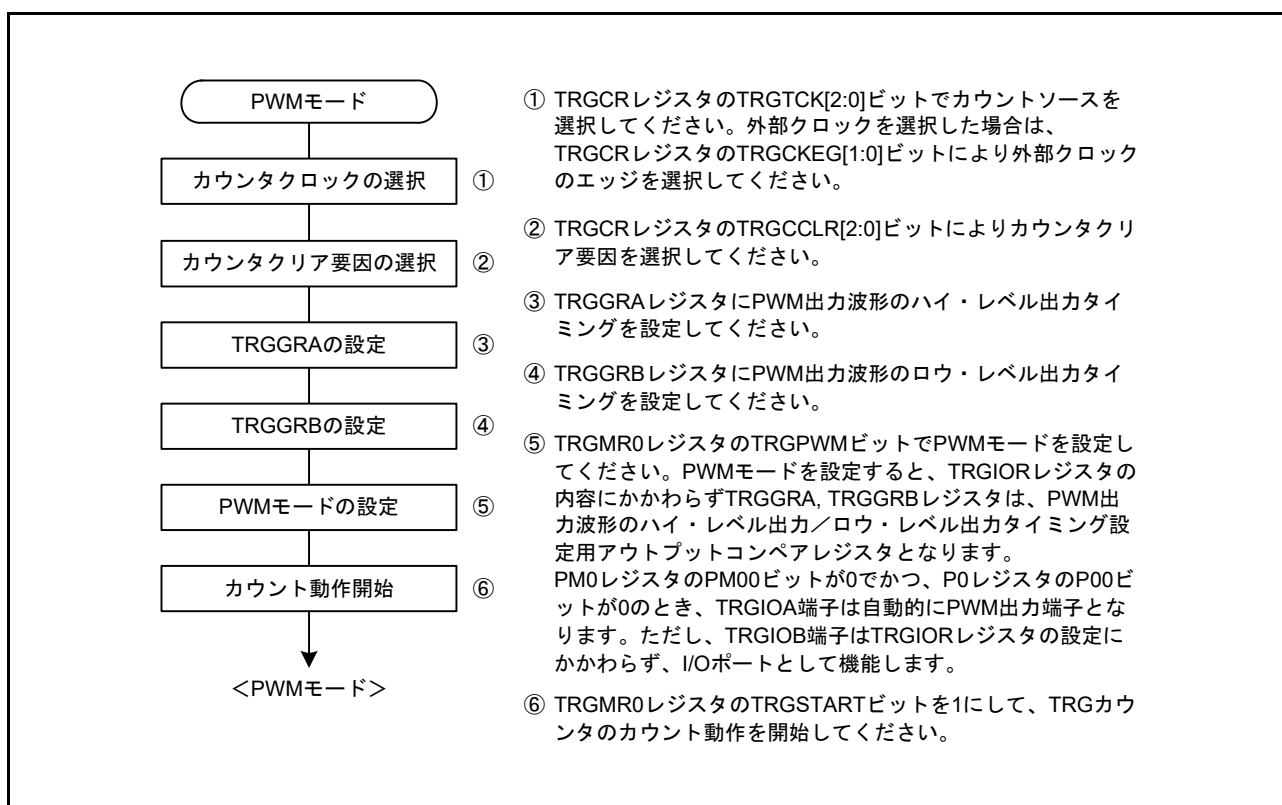 PWMモード
カウンタクロックの選択 ①
カウンタクリア要因の選択 ②
TRGGRAの設定 ③
TRGGRBの設定 ④
PWMモードの設定 ⑤
カウント動作開始 ⑥
＜PWMモード＞
① TRGCRレジスタのTRGTCK[2:0]ビットでカウントソースを
選択してください。外部クロックを選択した場合は、
TRGCRレジスタのTRGCKEG[1:0]ビットにより外部クロック
のエッジを選択してください。
② TRGCRレジスタのTRGCCLR[2:0]ビットによりカウンタクリ
ア要因を選択してください。
③ TRGGRAレジスタにPWM出力波形のハイ・レベル出力タイ
ミングを設定してください。
④ TRGGRBレジスタにPWM出力波形のロウ・レベル出力タイ
ミングを設定してください。
⑤ TRGMR0レジスタのTRGPWMビットでPWMモードを設定し
てください。PWMモードを設定すると、TRGIORレジスタの
内容にかかわらずTRGGRA, TRGGRBレジスタは、PWM出
力波形のハイ・レベル出力／ロウ・レベル出力タイミング設
定用アウトプットコンペアレジスタとなります。
PM0レジスタのPM00ビットが0でかつ、P0レジスタのP00ビ
ットが0のとき、TRGIOA端子は自動的にPWM出力端子とな
ります。ただし、TRGIOB端子はTRGIORレジスタの設定に
かかわらず、I/Oポートとして機能します。
⑥ TRGMR0レジスタのTRGSTARTビットを1にして、TRGカウ
ンタのカウント動作を開始してください。